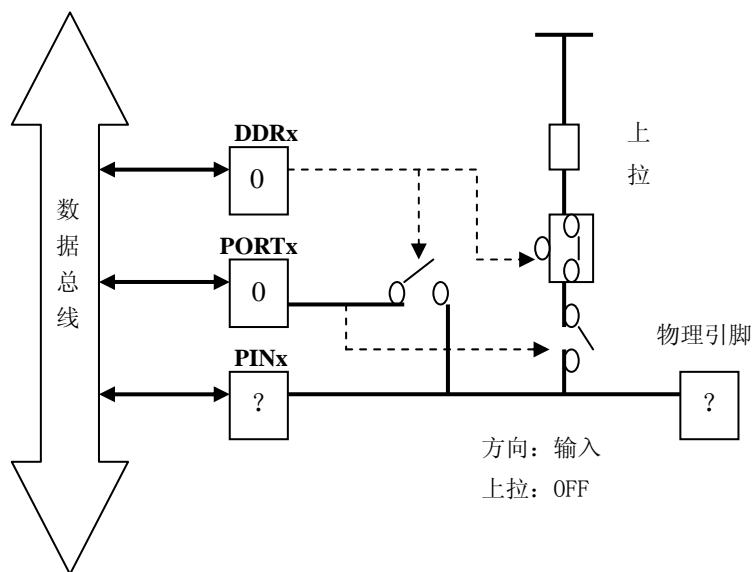 DDRx
0
上
拉
数
据
总
线
PORTx
0
PINx
?
物理引脚
?
方向：输入
上拉：OFF